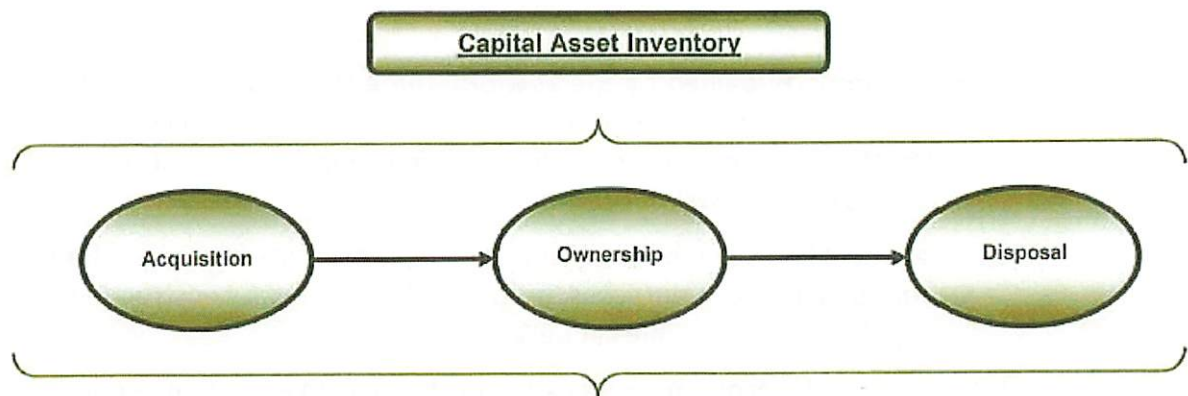 Capital Asset Inventory
Acquisition
Ownership
Disposal